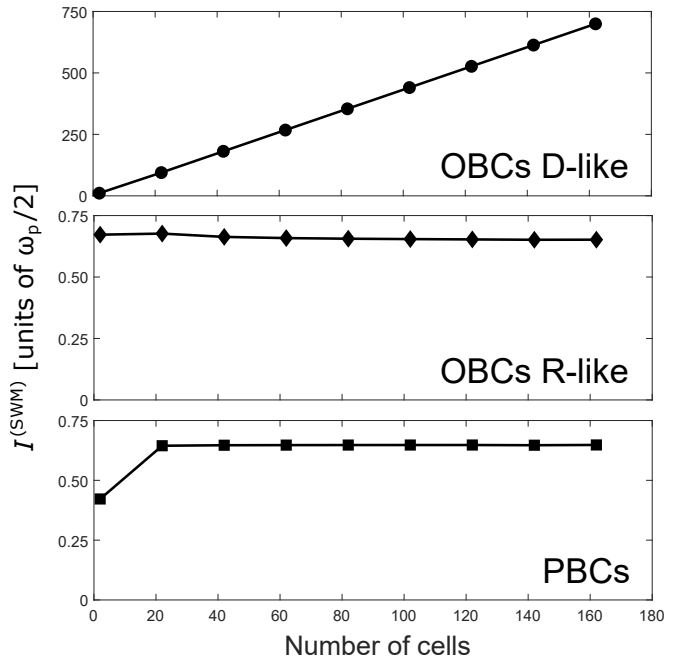 750
500
250
0
OBCs D-like
0.75
0.50
0.25
0
OBCs R-like
0.75
0.50
0.25
0
PBCs
0 20 40 60 80 100 120 140 160 180
Number of cells
I(SWM) [units of ωp/2]